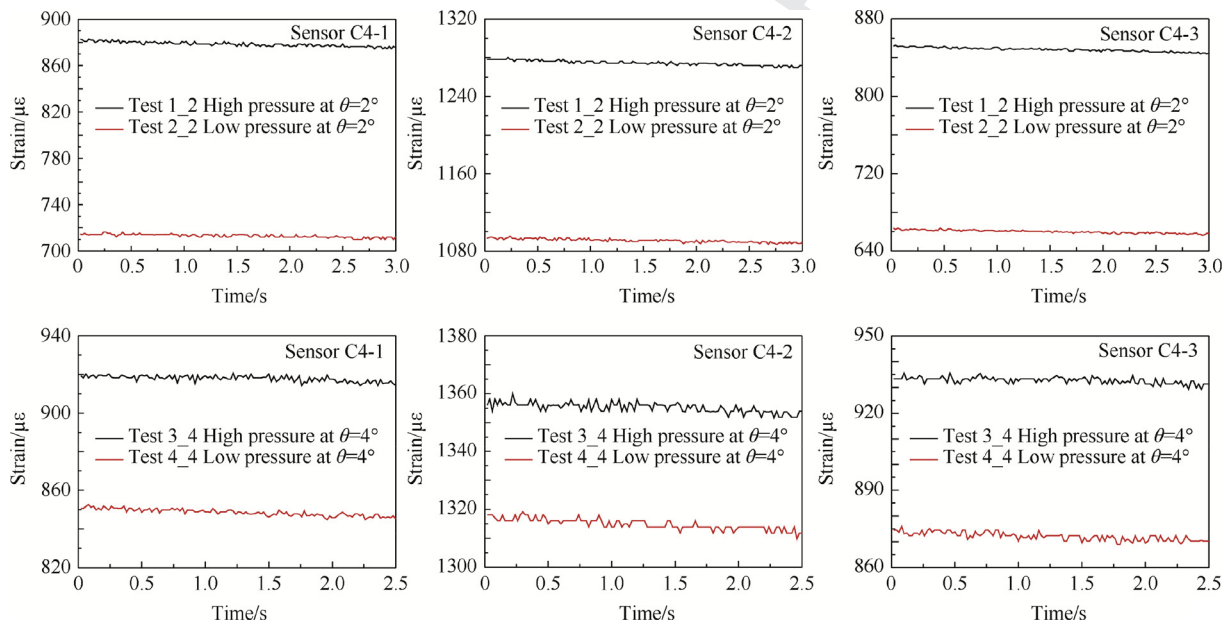 900
860
820
780
740
700
Strain/με
Sensor C4-1
Test 1_2 High pressure at θ=2°
Test 2_2 Low pressure at θ=2°
0 0.5 1.0 1.5 2.0 2.5 3.0
Time/s
1320
1240
1160
1080
Strain/με
Sensor C4-2
Test 1_2 High pressure at θ=2°
Test 2_2 Low pressure at θ=2°
0 0.5 1.0 1.5 2.0 2.5 3.0
Time/s
880
800
720
640
Strain/με
Sensor C4-3
Test 1_2 High pressure at θ=2°
Test 2_2 Low pressure at θ=2°
0 0.5 1.0 1.5 2.0 2.5 3.0
Time/s
940
900
860
820
Strain/με
Sensor C4-1
Test 3_4 High pressure at θ=4°
Test 4_4 Low pressure at θ=4°
0 0.5 1.0 1.5 2.0 2.5
Time/s
1380
1360
1340
1320
1300
Strain/με
Sensor C4-2
Test 3_4 High pressure at θ=4°
Test 4_4 Low pressure at θ=4°
0 0.5 1.0 1.5 2.0 2.5
Time/s
950
920
890
860
Strain/με
Sensor C4-3
Test 3_4 High pressure at θ=4°
Test 4_4 Low pressure at θ=4°
0 0.5 1.0 1.5 2.0 2.5
Time/s